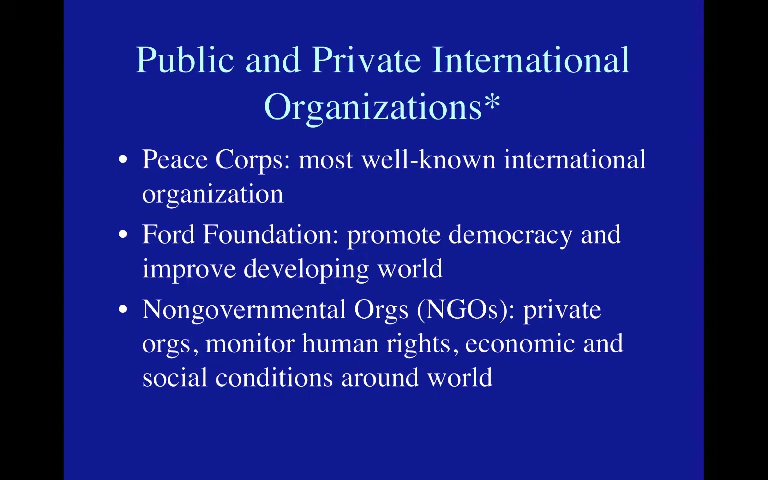 Public and Private International
Organizations*
• Peace Corps: most well-known international
organization
• Ford Foundation: promote democracy and
improve developing world
• Nongovernmental Orgs (NGOs): private
orgs, monitor human rights, economic and
social conditions around world